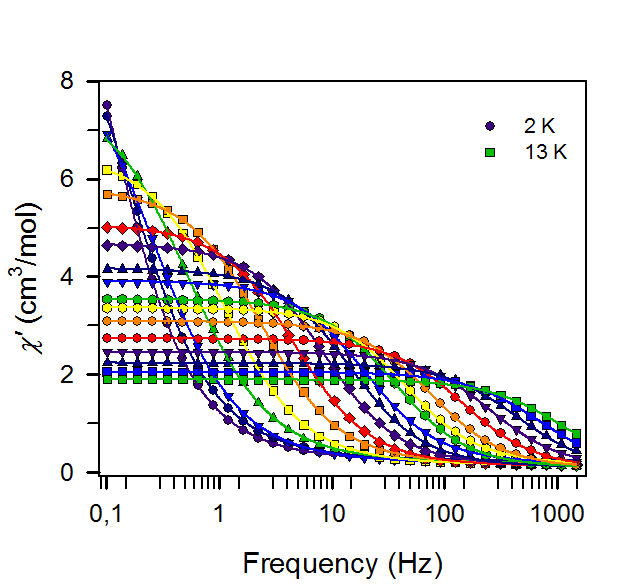 8
6
4
2
0
χ′ (cm³/mol)
2 K
13 K
0,1 1 10 100 1000
Frequency (Hz)